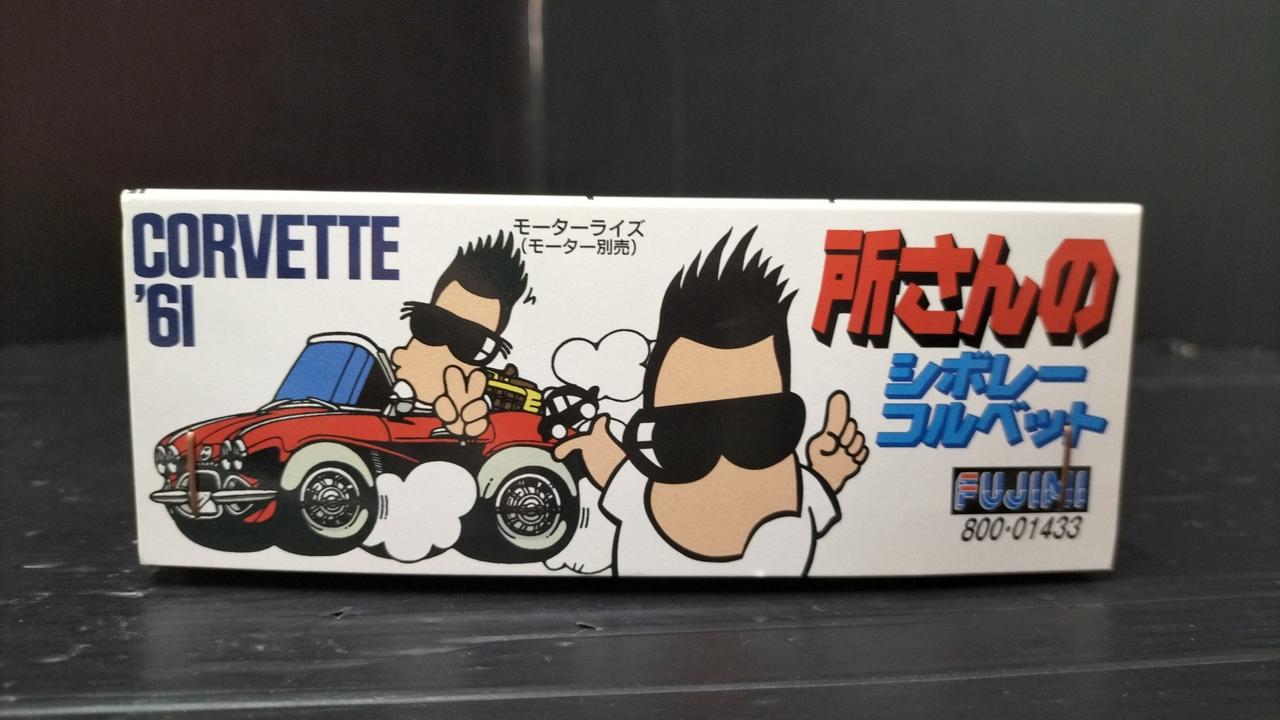 CORVETTE
'61
モーターライズ
(モーター別売)
所さんの
シボレー
コルベット
FUJIMI
800・01433